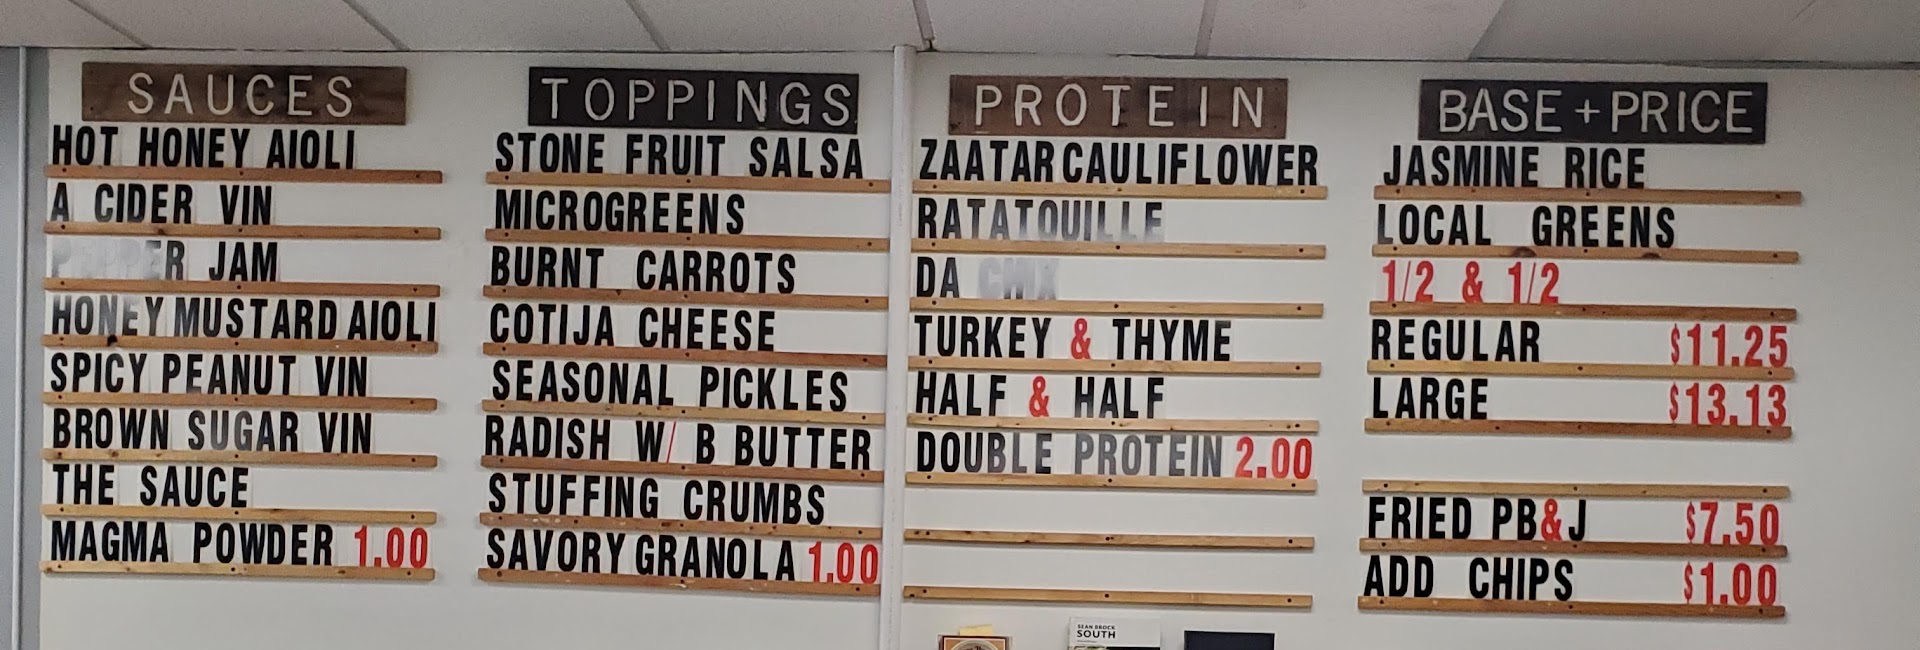 SAUCES
HOT HONEY AIOLI
A CIDER VIN
PEPPER JAM
HONEY MUSTARD AIOLI
SPICY PEANUT VIN
BROWN SUGAR VIN
THE SAUCE
MAGMA POWDER 1.00
TOPPINGS
STONE FRUIT SALSA
MICROGREENS
BURNT CARROTS
COTIJA CHEESE
SEASONAL PICKLES
RADISH W/ B BUTTER
STUFFING CRUMBS
SAVORY GRANOLA 1.00
PROTEIN
ZAATAR CAULIFLOWER
RATATOUILLE
DA CHIX
TURKEY & THYME
HALF & HALF
DOUBLE PROTEIN 2.00
BASE + PRICE
JASMINE RICE
LOCAL GREENS
1/2 & 1/2
REGULAR $11.25
LARGE $13.13
FRIED PB&J $7.50
ADD CHIPS $1.00
SEAN BROCK
SOUTH